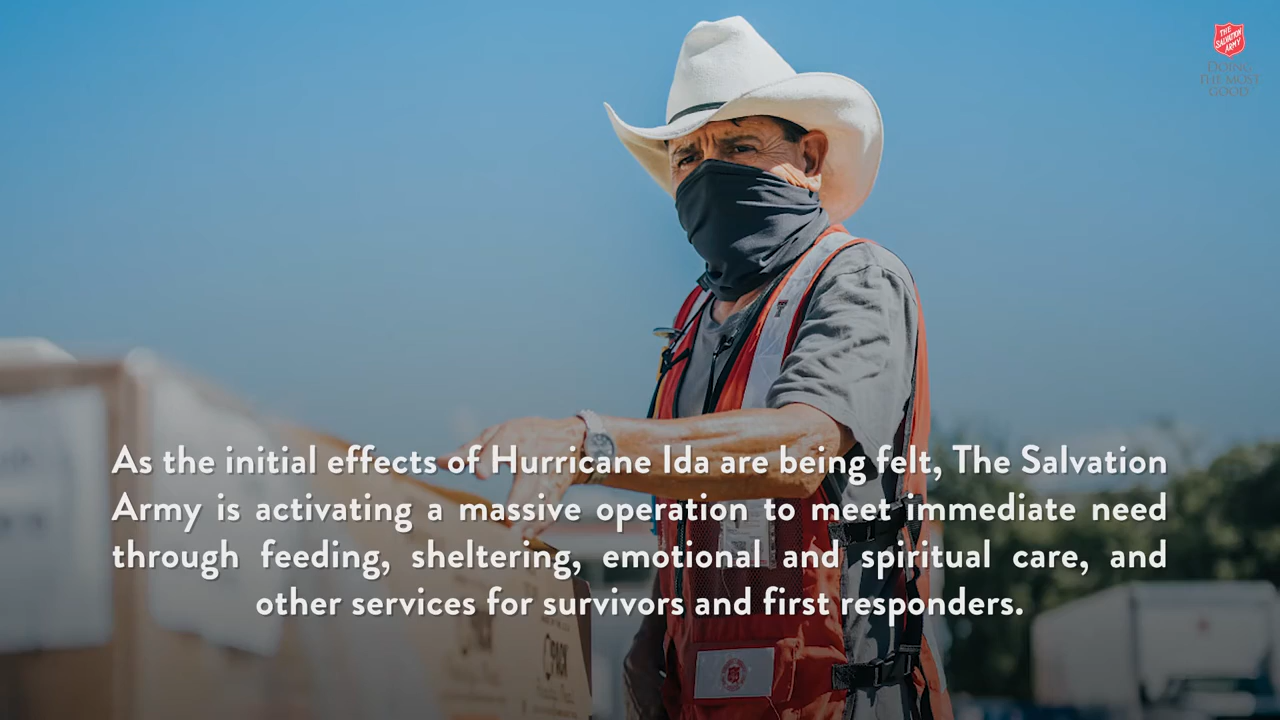 THE
SALVATION
ARMY
DOING
THE MOST
GOOD
As the initial effects of Hurricane Ida are being felt, The Salvation
Army is activating a massive operation to meet immediate need
through feeding, sheltering, emotional and spiritual care, and
other services for survivors and first responders.
PACK